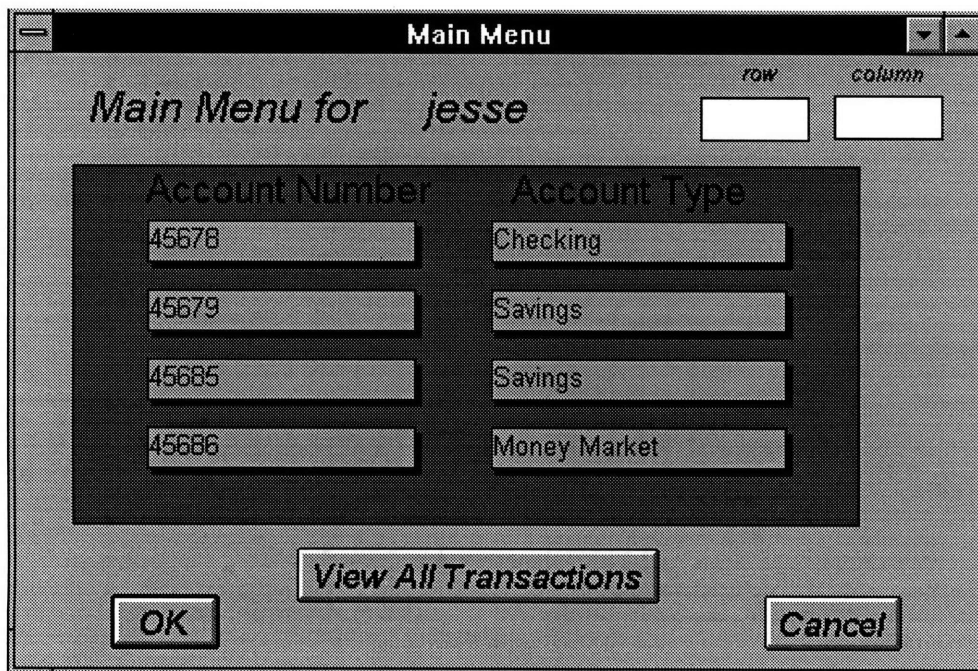 Main Menu
row column
Main Menu for jesse
Account Number Account Type
45678 Checking
45679 Savings
45685 Savings
45686 Money Market
View All Transactions
OK Cancel